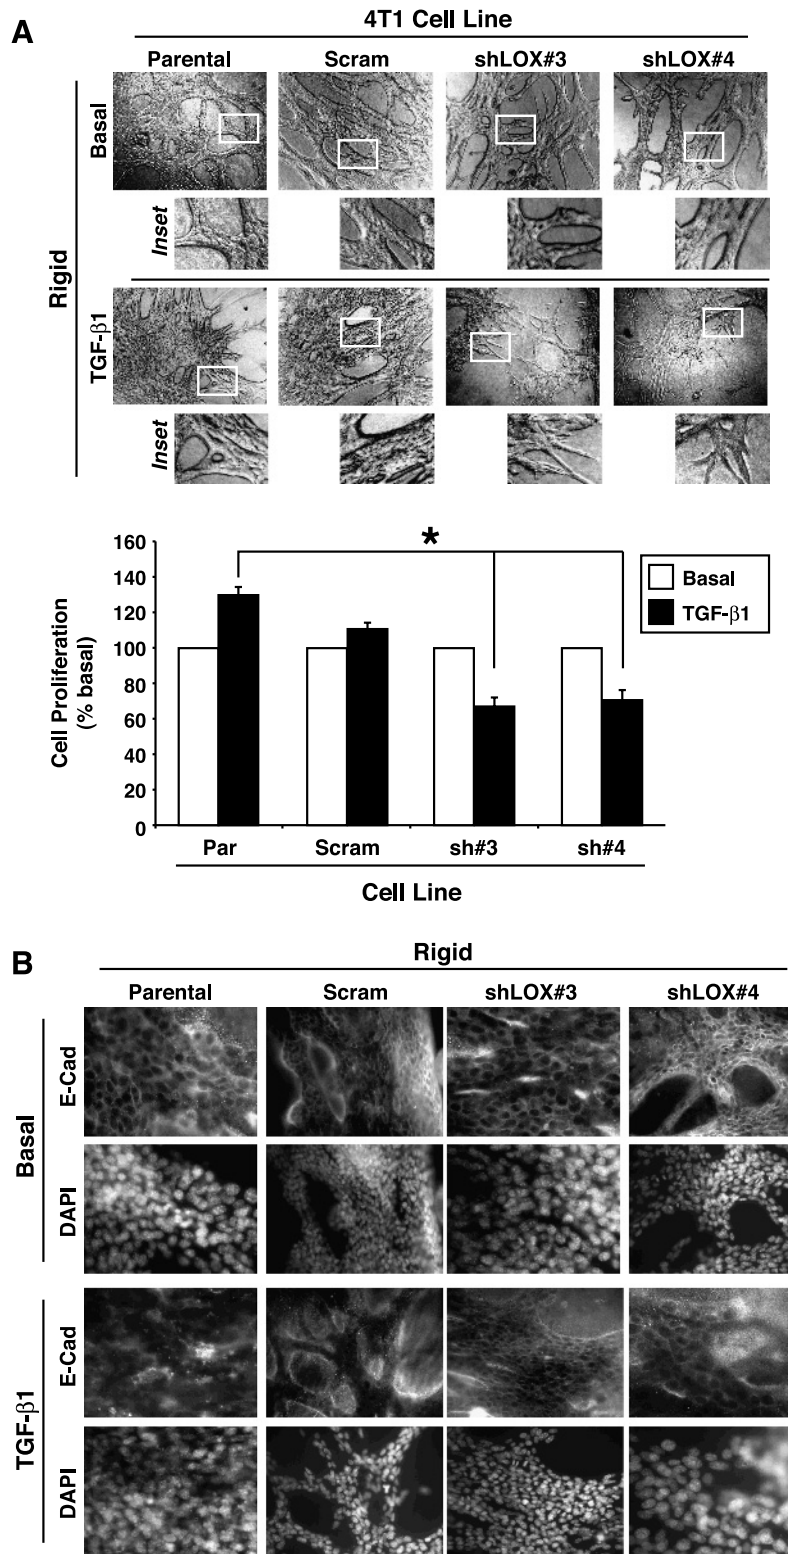 A
4T1 Cell Line
Parental Scram shLOX#3 shLOX#4
Rigid
Basal
Inset
TGF-β1
Inset
Cell Proliferation
(% basal)
160
140
120
100
80
60
40
20
0
*
Basal
TGF-β1
Par Scram sh#3 sh#4
Cell Line
B
Rigid
Parental Scram shLOX#3 shLOX#4
Basal
E-Cad
DAPI
TGF-β1
E-Cad
DAPI